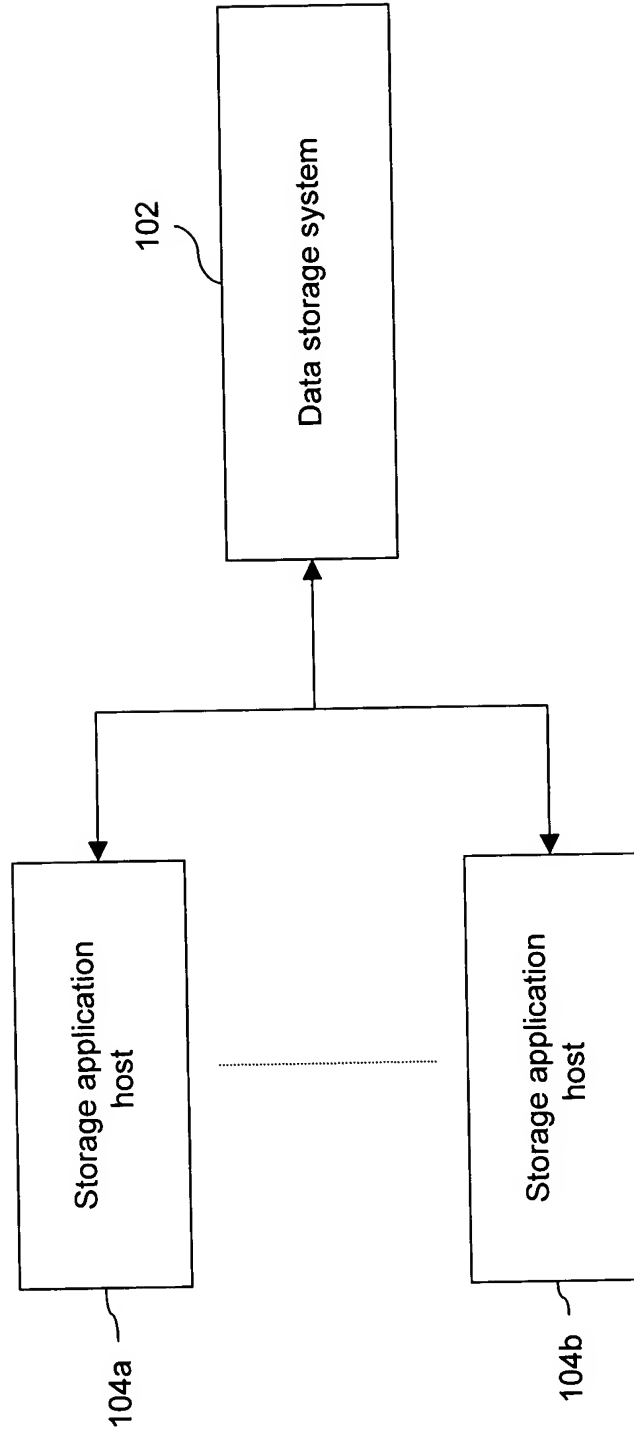 104a
Storage application
host
102
Data storage system
104b
Storage application
host